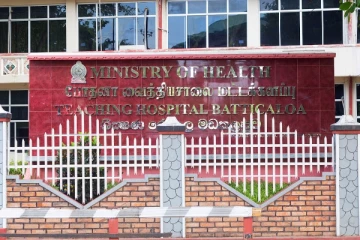 MINISTRY OF HEALTH
போதனா வைத்தியசாலை மட்டக்களப்பு
TEACHING HOSPITAL BATTICALOA